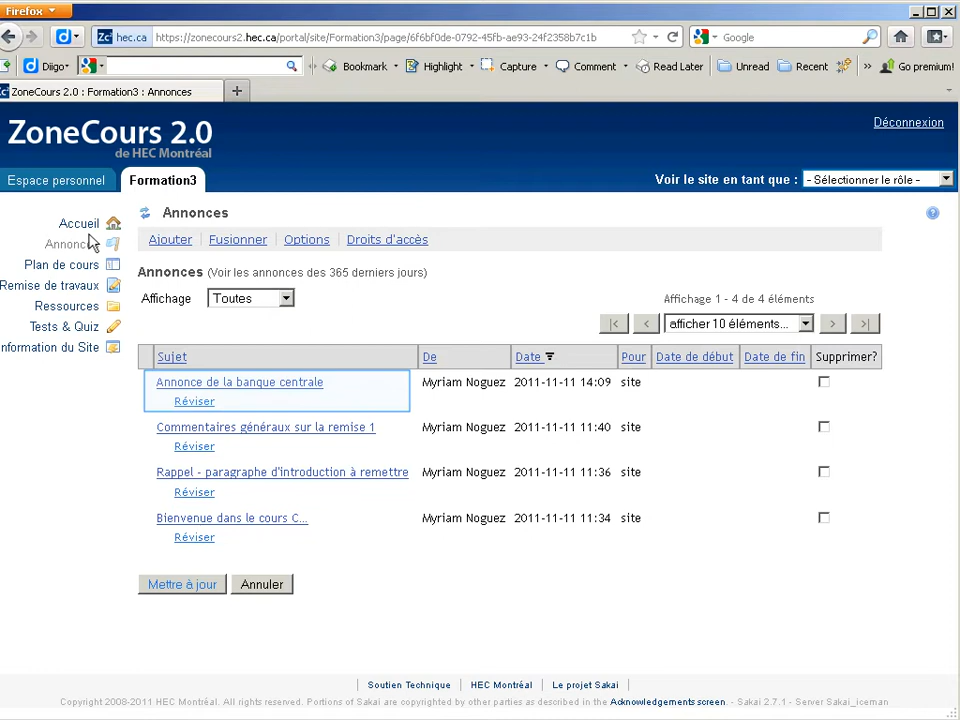 Firefox
hec.ca https://zonecours2.hec.ca/portal/site/Formation3/page/6f6bf0de-0792-45fb-ae93-24f2358b7c1b Google
Diigo Bookmark Highlight Capture Comment Read Later Unread Recent » Go premium!
ZoneCours 2.0 : Formation3 : Annonces
ZoneCours 2.0
de HEC Montréal
Déconnexion
Espace personnel Formation3 Voir le site en tant que : - Sélectionner le rôle -
Accueil
Plan de cours
Remise de travaux
Ressources
Tests & Quiz
nformation du Site
Annonces
Ajouter Fusionner Options Droits d'accès
Annonces (Voir les annonces des 365 derniers jours)
Affichage Toutes
Affichage 1 - 4 de 4 éléments
|< < afficher 10 éléments... > >|
Sujet De Date Pour Date de début Date de fin Supprimer?
Annonce de la banque centrale Myriam Noguez 2011-11-11 14:09 site
Réviser
Commentaires généraux sur la remise 1 Myriam Noguez 2011-11-11 11:40 site
Réviser
Rappel - paragraphe d'introduction à remettre Myriam Noguez 2011-11-11 11:36 site
Réviser
Bienvenue dans le cours C... Myriam Noguez 2011-11-11 11:34 site
Réviser
Mettre à jour Annuler
Soutien Technique | HEC Montréal | Le projet Sakai
Copyright 2008-2011 HEC Montréal. All rights reserved. Portions of Sakai are copyrighted by other parties as described in the Acknowledgements screen. - Sakai 2.7.1 - Server Sakai_iceman